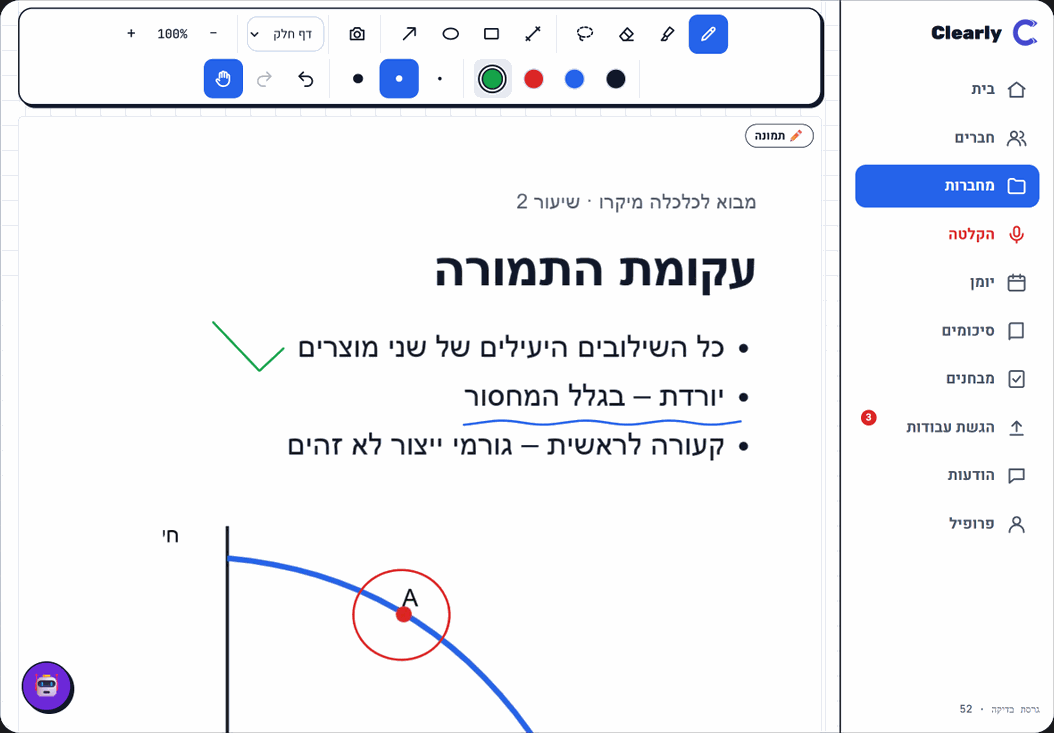 Clearly
בית
חברים
מחברות
הקלטה
יומן
סיכומים
מבחנים
הגשת עבודות 3
הודעות
פרופיל
גרסת בדיקה · 52
דף חלק
− 100% +
תמונה
מבוא לכלכלה מיקרו · שיעור 2
עקומת התמורה
• כל השילובים היעילים של שני מוצרים
• יורדת – בגלל המחסור
• קעורה לראשית – גורמי ייצור לא זהים
חי
A